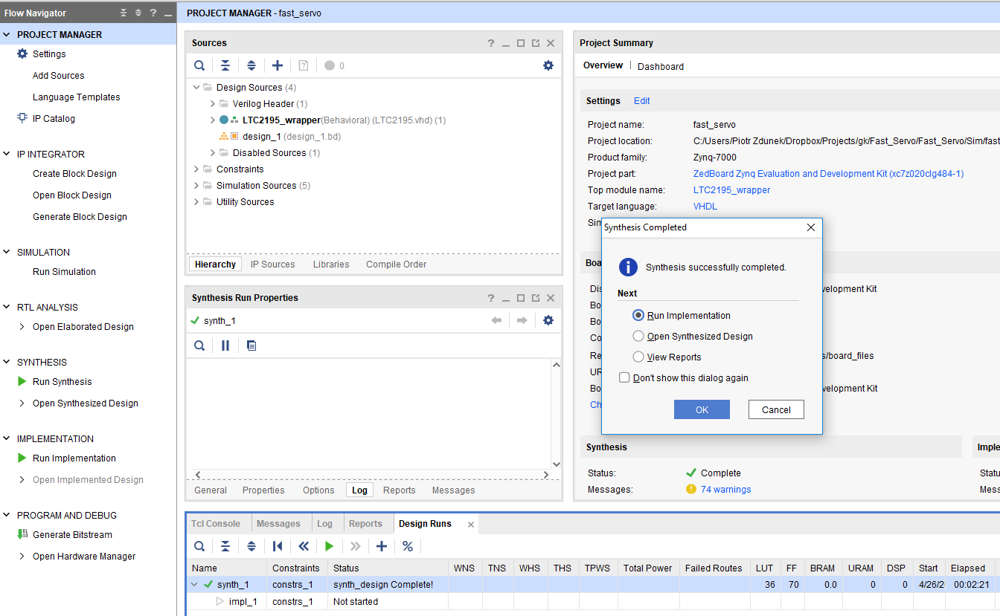 Flow Navigator
?
PROJECT MANAGER
Settings
Add Sources
Language Templates
IP Catalog
IP INTEGRATOR
Create Block Design
Open Block Design
Generate Block Design
SIMULATION
Run Simulation
RTL ANALYSIS
Open Elaborated Design
SYNTHESIS
Run Synthesis
Open Synthesized Design
IMPLEMENTATION
Run Implementation
Open Implemented Design
PROGRAM AND DEBUG
Generate Bitstream
Open Hardware Manager
PROJECT MANAGER - fast_servo
Sources
?
0
Design Sources (4)
Verilog Header (1)
LTC2195_wrapper(Behavioral) (LTC2195.vhd) (1)
design_1 (design_1.bd)
Disabled Sources (1)
Constraints
Simulation Sources (5)
Utility Sources
Hierarchy IP Sources Libraries Compile Order
Synthesis Run Properties
?
synth_1
General Properties Options Log Reports Messages
Project Summary
Overview | Dashboard
Settings Edit
Project name: fast_servo
Project location: C:/Users/Piotr Zdunek/Dropbox/Projects/gk/Fast_Servo/Fast_Servo/Sim/fast
Product family: Zynq-7000
Project part: ZedBoard Zynq Evaluation and Development Kit (xc7z020clg484-1)
Top module name: LTC2195_wrapper
Target language: VHDL
Sim
Boa
Dis
velopment Kit
Bo
Bo
Co
Re
s/board_files
UR
Bo
velopment Kit
Ch
Synthesis Completed
Synthesis successfully completed.
Next
Run Implementation
Open Synthesized Design
View Reports
Don't show this dialog again
OK Cancel
Synthesis
Status: Complete
Messages: 74 warnings
Imple
Statu
Mess
Tcl Console Messages Log Reports Design Runs
%
Name Constraints Status WNS TNS WHS THS TPWS Total Power Failed Routes LUT FF BRAM URAM DSP Start Elapsed
synth_1 constrs_1 synth_design Complete! 36 70 0.0 0 0 4/26/2 00:02:21
impl_1 constrs_1 Not started